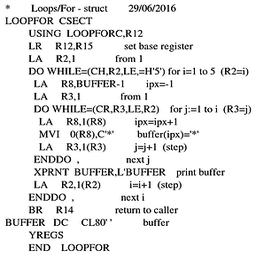 * Loops/For - struct 29/06/2016
LOOPFOR CSECT
USING LOOPFORC,R12
LR R12,R15 set base register
LA R2,1 from 1
DO WHILE=(CH,R2,LE,=H'5') for i=1 to 5 (R2=i)
LA R8,BUFFER-1 ipx=-1
LA R3,1 from 1
DO WHILE=(CR,R3,LE,R2) for j:=1 to i (R3=j)
LA R8,1(R8) ipx=ipx+1
MVI 0(R8),C'*' buffer(ipx)='*'
LA R3,1(R3) j=j+1 (step)
ENDDO , next j
XPRNT BUFFER,L'BUFFER print buffer
LA R2,1(R2) i=i+1 (step)
ENDDO , next i
BR R14 return to caller
BUFFER DC CL80' ' buffer
YREGS
END LOOPFOR